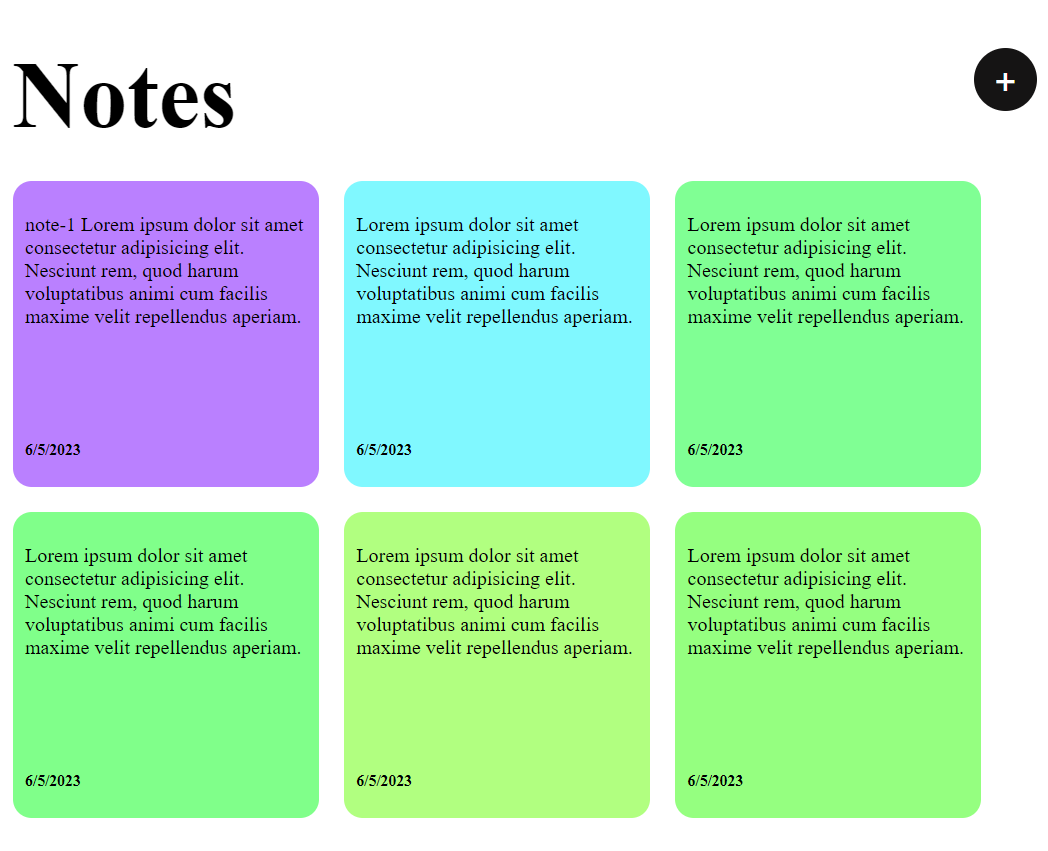 Notes
+
note-1 Lorem ipsum dolor sit amet
consectetur adipisicing elit.
Nesciunt rem, quod harum
voluptatibus animi cum facilis
maxime velit repellendus aperiam.
6/5/2023
Lorem ipsum dolor sit amet
consectetur adipisicing elit.
Nesciunt rem, quod harum
voluptatibus animi cum facilis
maxime velit repellendus aperiam.
6/5/2023
Lorem ipsum dolor sit amet
consectetur adipisicing elit.
Nesciunt rem, quod harum
voluptatibus animi cum facilis
maxime velit repellendus aperiam.
6/5/2023
Lorem ipsum dolor sit amet
consectetur adipisicing elit.
Nesciunt rem, quod harum
voluptatibus animi cum facilis
maxime velit repellendus aperiam.
6/5/2023
Lorem ipsum dolor sit amet
consectetur adipisicing elit.
Nesciunt rem, quod harum
voluptatibus animi cum facilis
maxime velit repellendus aperiam.
6/5/2023
Lorem ipsum dolor sit amet
consectetur adipisicing elit.
Nesciunt rem, quod harum
voluptatibus animi cum facilis
maxime velit repellendus aperiam.
6/5/2023